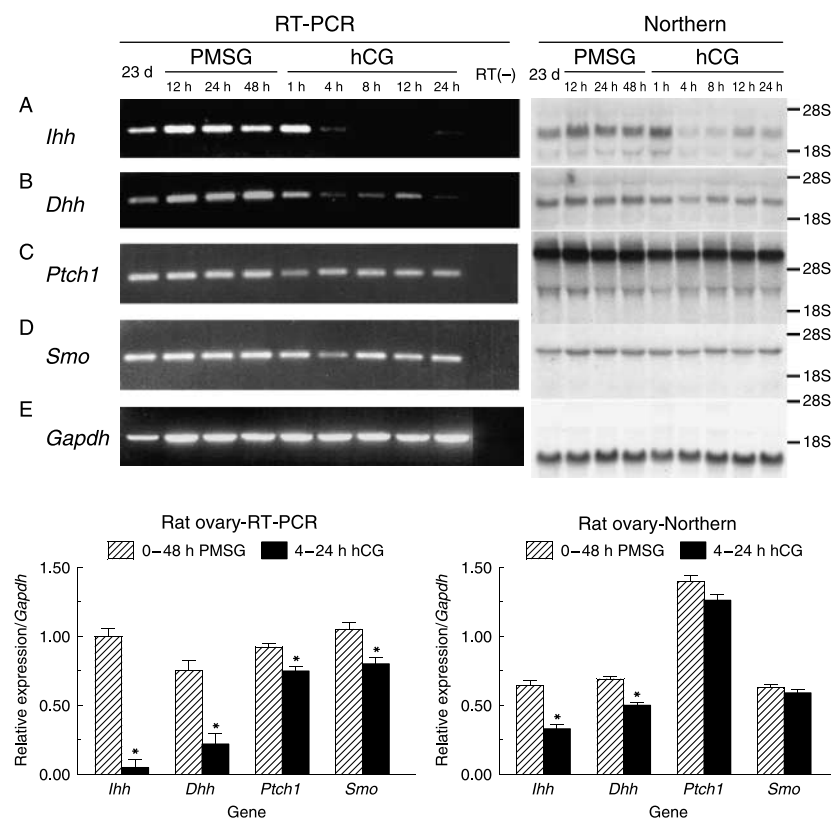 RT-PCR Northern
PMSG hCG PMSG hCG
23 d 12 h 24 h 48 h 1 h 4 h 8 h 12 h 24 h RT(–) 23 d 12 h 24 h 48 h 1 h 4 h 8 h 12 h 24 h
A
Ihh
28S
18S
B
Dhh
28S
18S
C
Ptch1
28S
18S
D
Smo
28S
18S
E
Gapdh
28S
18S
Rat ovary-RT-PCR
0–48 h PMSG 4–24 h hCG
Relative expression/Gapdh
1.50
1.00
0.50
0.00
* * * *
Ihh Dhh Ptch1 Smo
Gene
Rat ovary-Northern
0–48 h PMSG 4–24 h hCG
Relative expression/Gapdh
1.50
1.00
0.50
0.00
* *
Ihh Dhh Ptch1 Smo
Gene